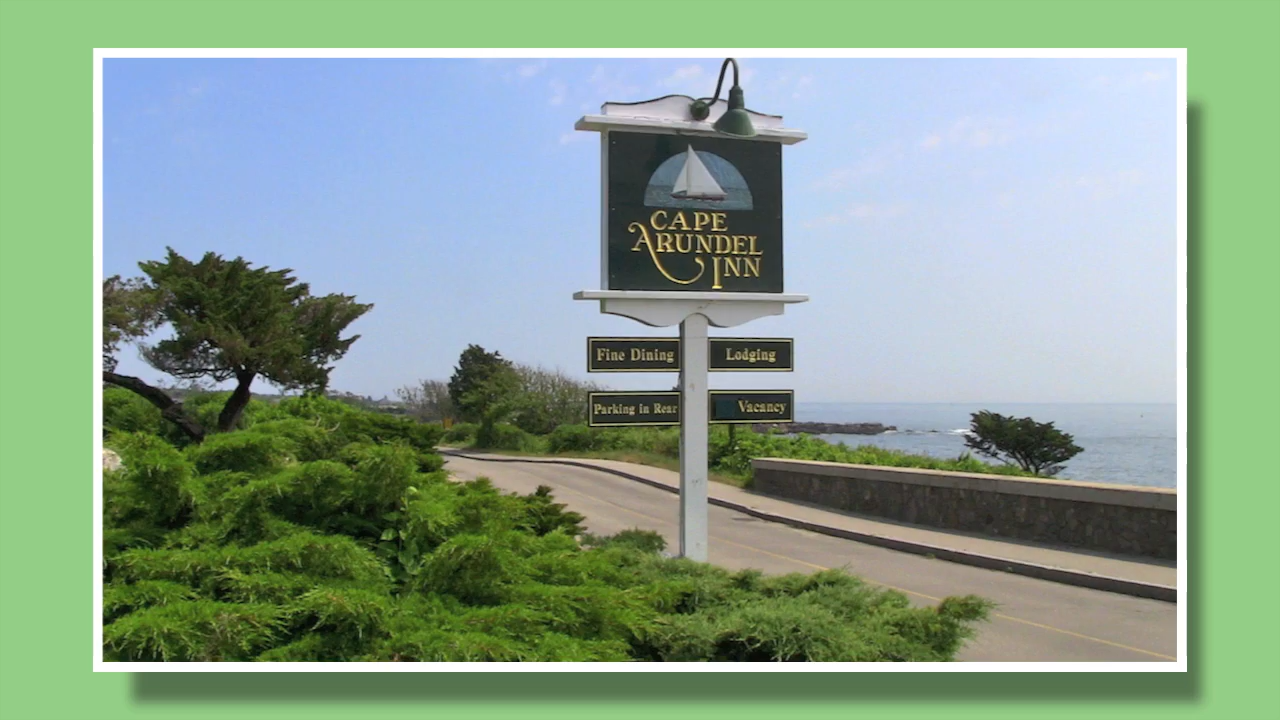 CAPE
ARUNDEL
INN
Fine Dining
Lodging
Parking in Rear
Vacancy